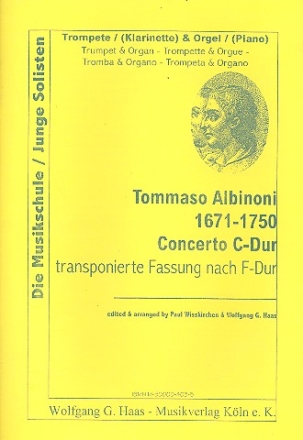 Trompete / (Klarinette) & Orgel / (Piano)
Trumpet & Organ - Trompette & Orgue -
Tromba & Organo - Trompeta & Organo
Die Musikschule / Junge Solisten
Tommaso Albinoni
1671-1750
Concerto C-Dur
transponierte Fassung nach F-Dur
edited & arranged by Paul Wisskirchen & Wolfgang G. Haas
Wolfgang G. Haas - Musikverlag Köln e. K.